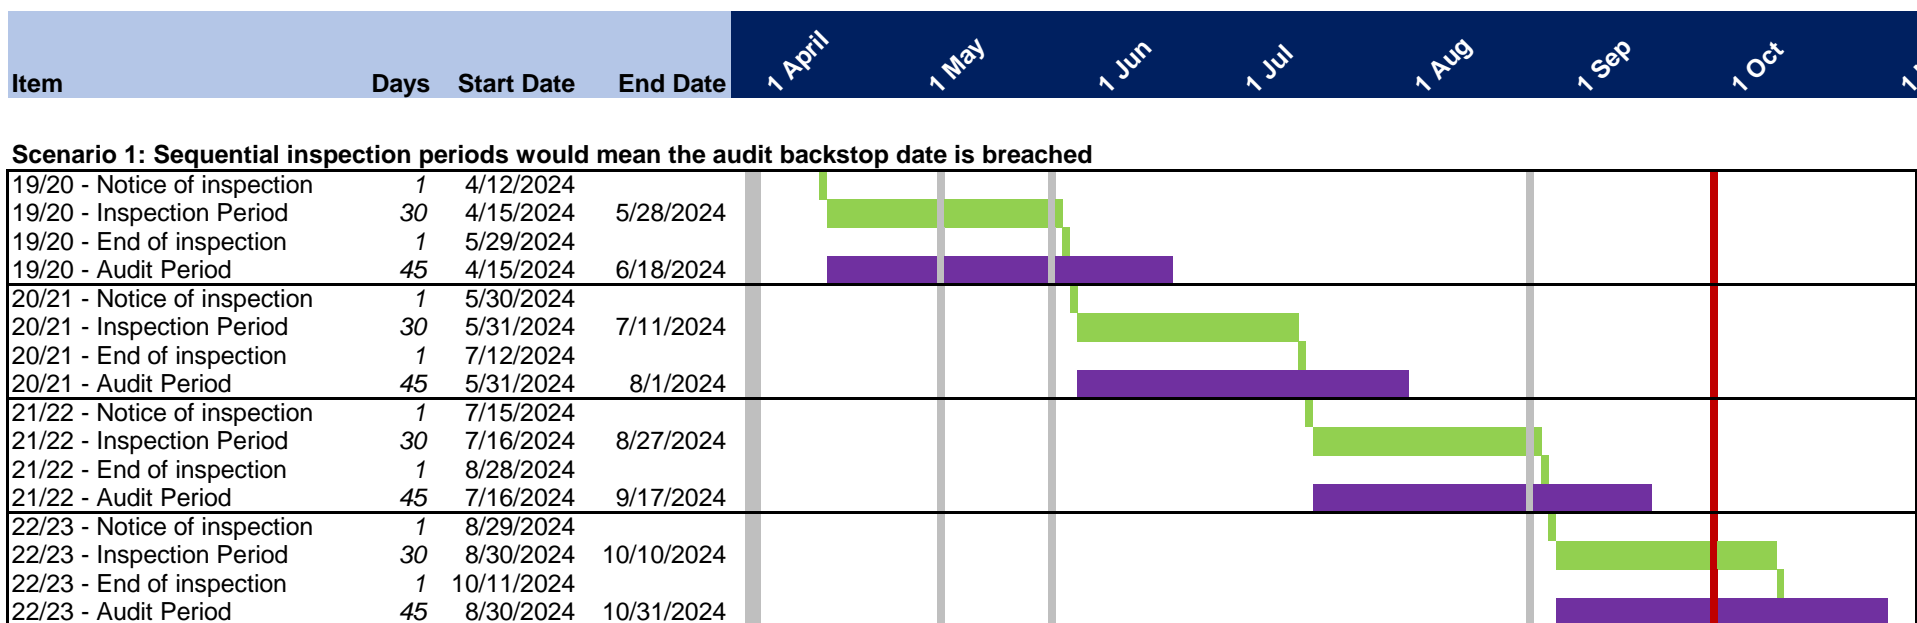 Item Days Start Date End Date 1 April 1 May 1 Jun 1 Jul 1 Aug 1 Sep 1 Oct 1
Scenario 1: Sequential inspection periods would mean the audit backstop date is breached
19/20 - Notice of inspection 1 4/12/2024
19/20 - Inspection Period 30 4/15/2024 5/28/2024
19/20 - End of inspection 1 5/29/2024
19/20 - Audit Period 45 4/15/2024 6/18/2024
20/21 - Notice of inspection 1 5/30/2024
20/21 - Inspection Period 30 5/31/2024 7/11/2024
20/21 - End of inspection 1 7/12/2024
20/21 - Audit Period 45 5/31/2024 8/1/2024
21/22 - Notice of inspection 1 7/15/2024
21/22 - Inspection Period 30 7/16/2024 8/27/2024
21/22 - End of inspection 1 8/28/2024
21/22 - Audit Period 45 7/16/2024 9/17/2024
22/23 - Notice of inspection 1 8/29/2024
22/23 - Inspection Period 30 8/30/2024 10/10/2024
22/23 - End of inspection 1 10/11/2024
22/23 - Audit Period 45 8/30/2024 10/31/2024